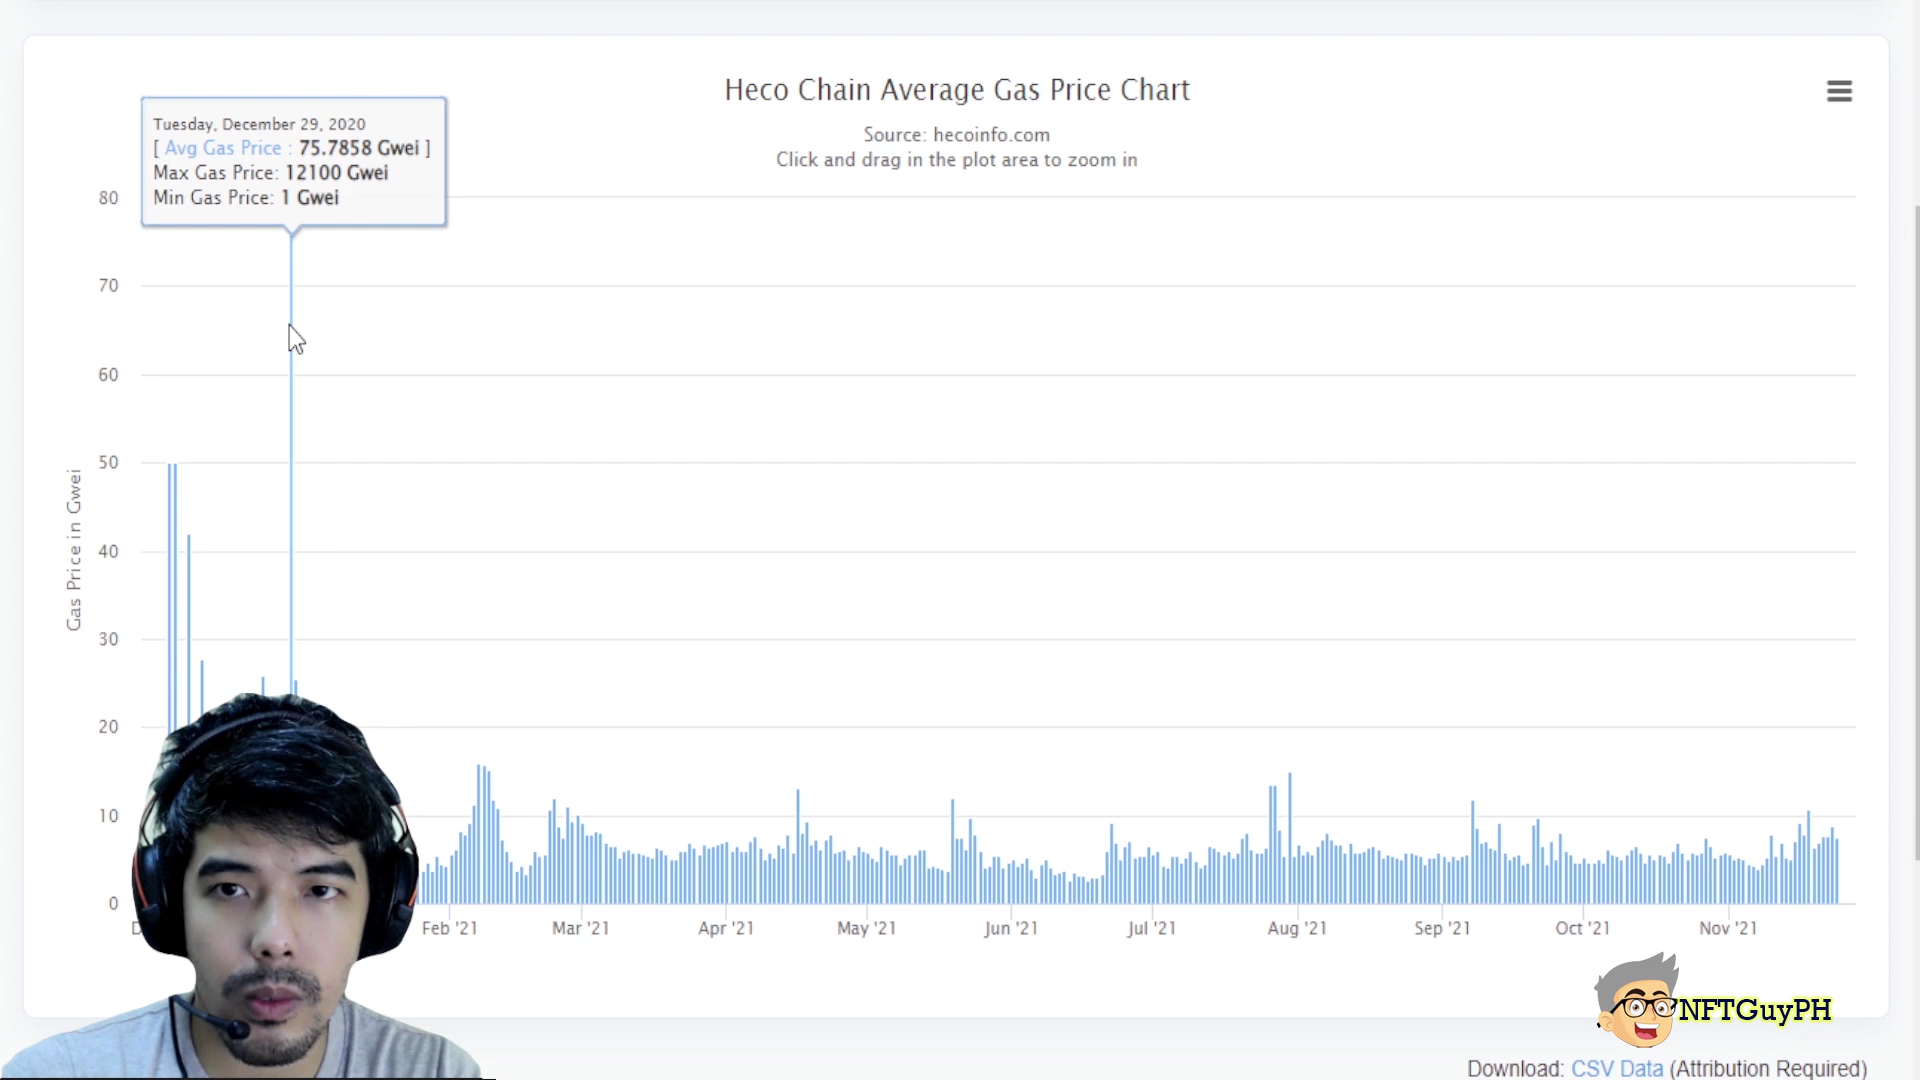 Heco Chain Average Gas Price Chart
Source: hecoinfo.com
Click and drag in the plot area to zoom in
Tuesday, December 29, 2020
[ Avg Gas Price : 75.7858 Gwei ]
Max Gas Price: 12100 Gwei
Min Gas Price: 1 Gwei
Gas Price in Gwei
80
70
60
50
40
30
20
10
0
D
Feb '21
Mar '21
Apr '21
May '21
Jun '21
Jul '21
Aug '21
Sep '21
Oct '21
Nov '21
NFTGuyPH
Download: CSV Data (Attribution Required)